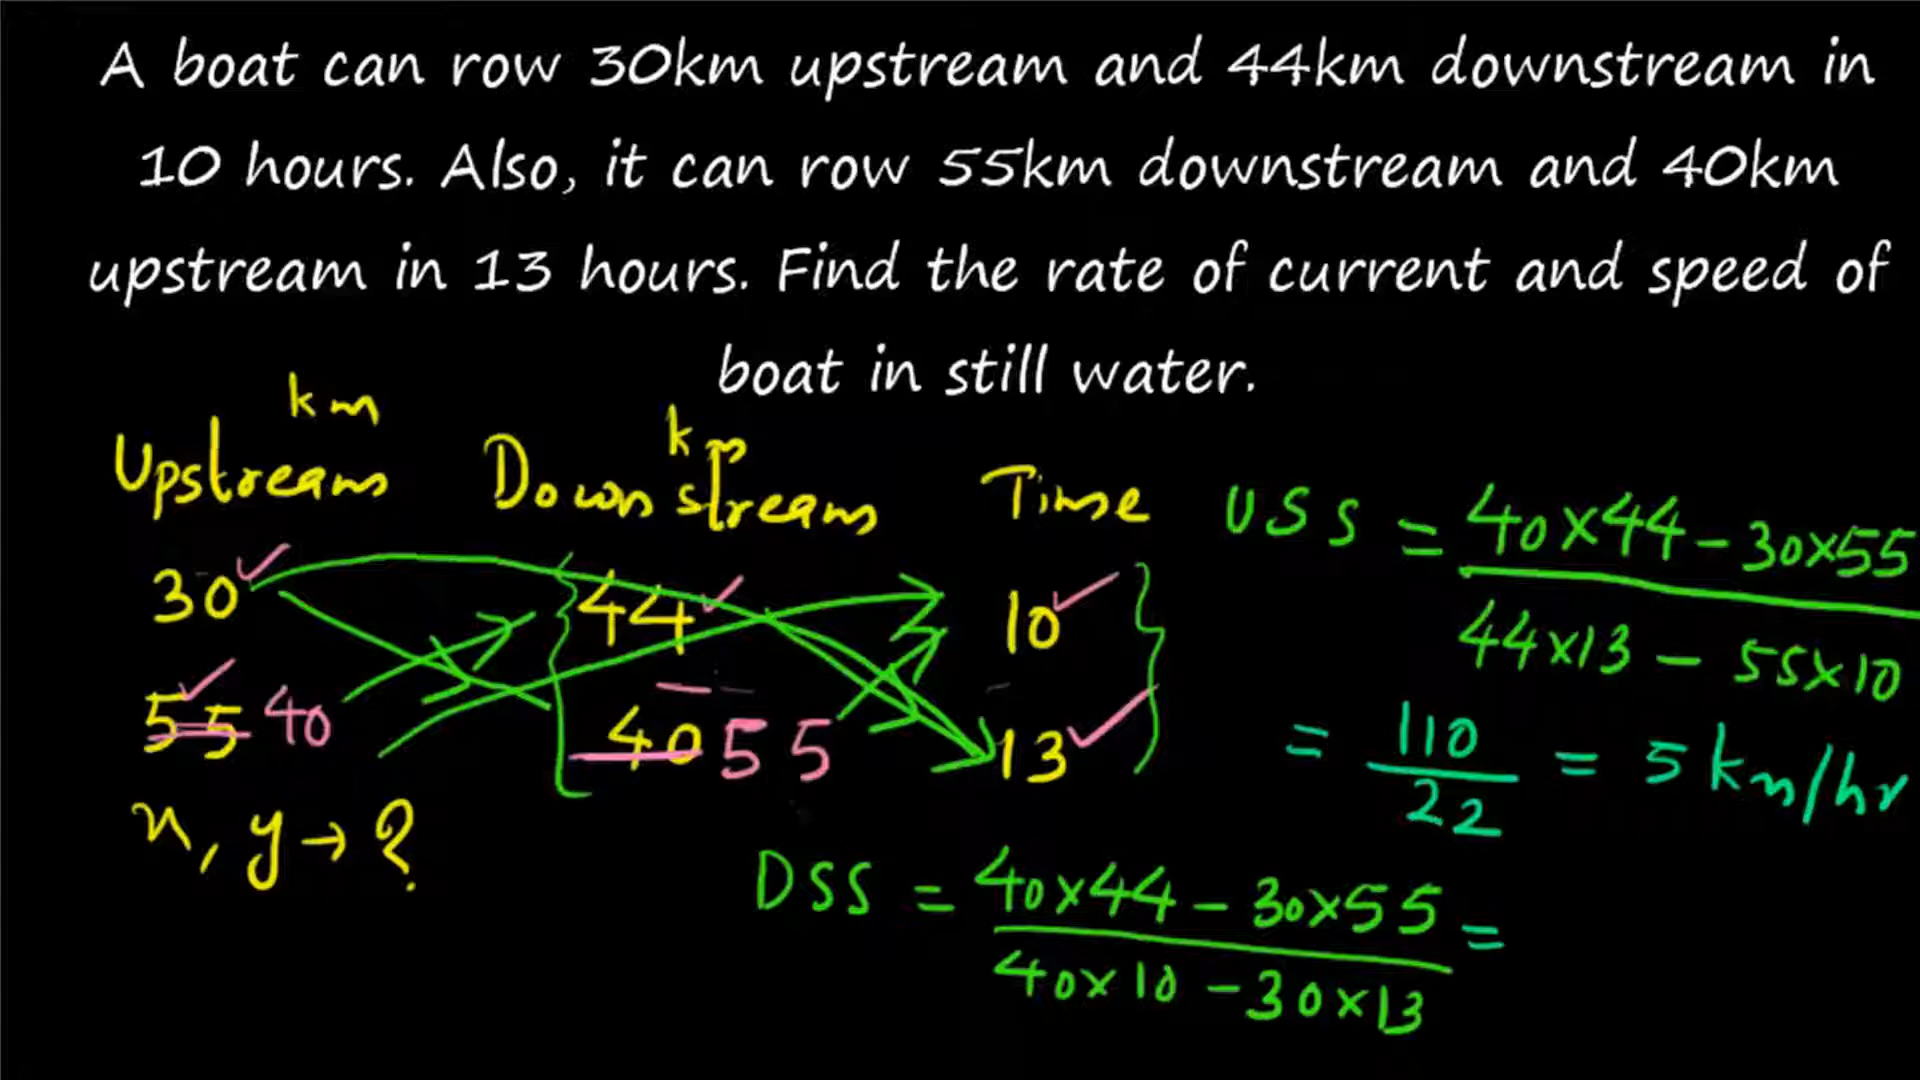 A boat can row 30km upstream and 44km downstream in
10 hours. Also, it can row 55km downstream and 40km
upstream in 13 hours. Find the rate of current and speed of
boat in still water.
km km
Upstream Downstream Time
30 44 10
55 40 40 55 13
x, y → ?
USS = 40×44 - 30×55
44×13 - 55×10
= 110 = 5 km/hr
22
DSS = 40×44 - 30×55 =
40×10 - 30×13